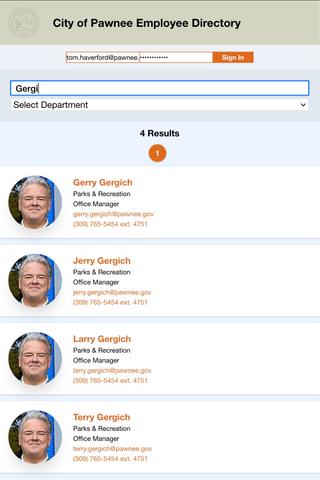 City of Pawnee Employee Directory
tom.haverford@pawnee. •••••••••••• Sign In
Gergi
Select Department
4 Results
1
Gerry Gergich
Parks & Recreation
Office Manager
gerry.gergich@pawnee.gov
(309) 765-5454 ext. 4751
Jerry Gergich
Parks & Recreation
Office Manager
jerry.gergich@pawnee.gov
(309) 765-5454 ext. 4751
Larry Gergich
Parks & Recreation
Office Manager
larry.gergich@pawnee.gov
(309) 765-5454 ext. 4751
Terry Gergich
Parks & Recreation
Office Manager
terry.gergich@pawnee.gov
(309) 765-5454 ext. 4751